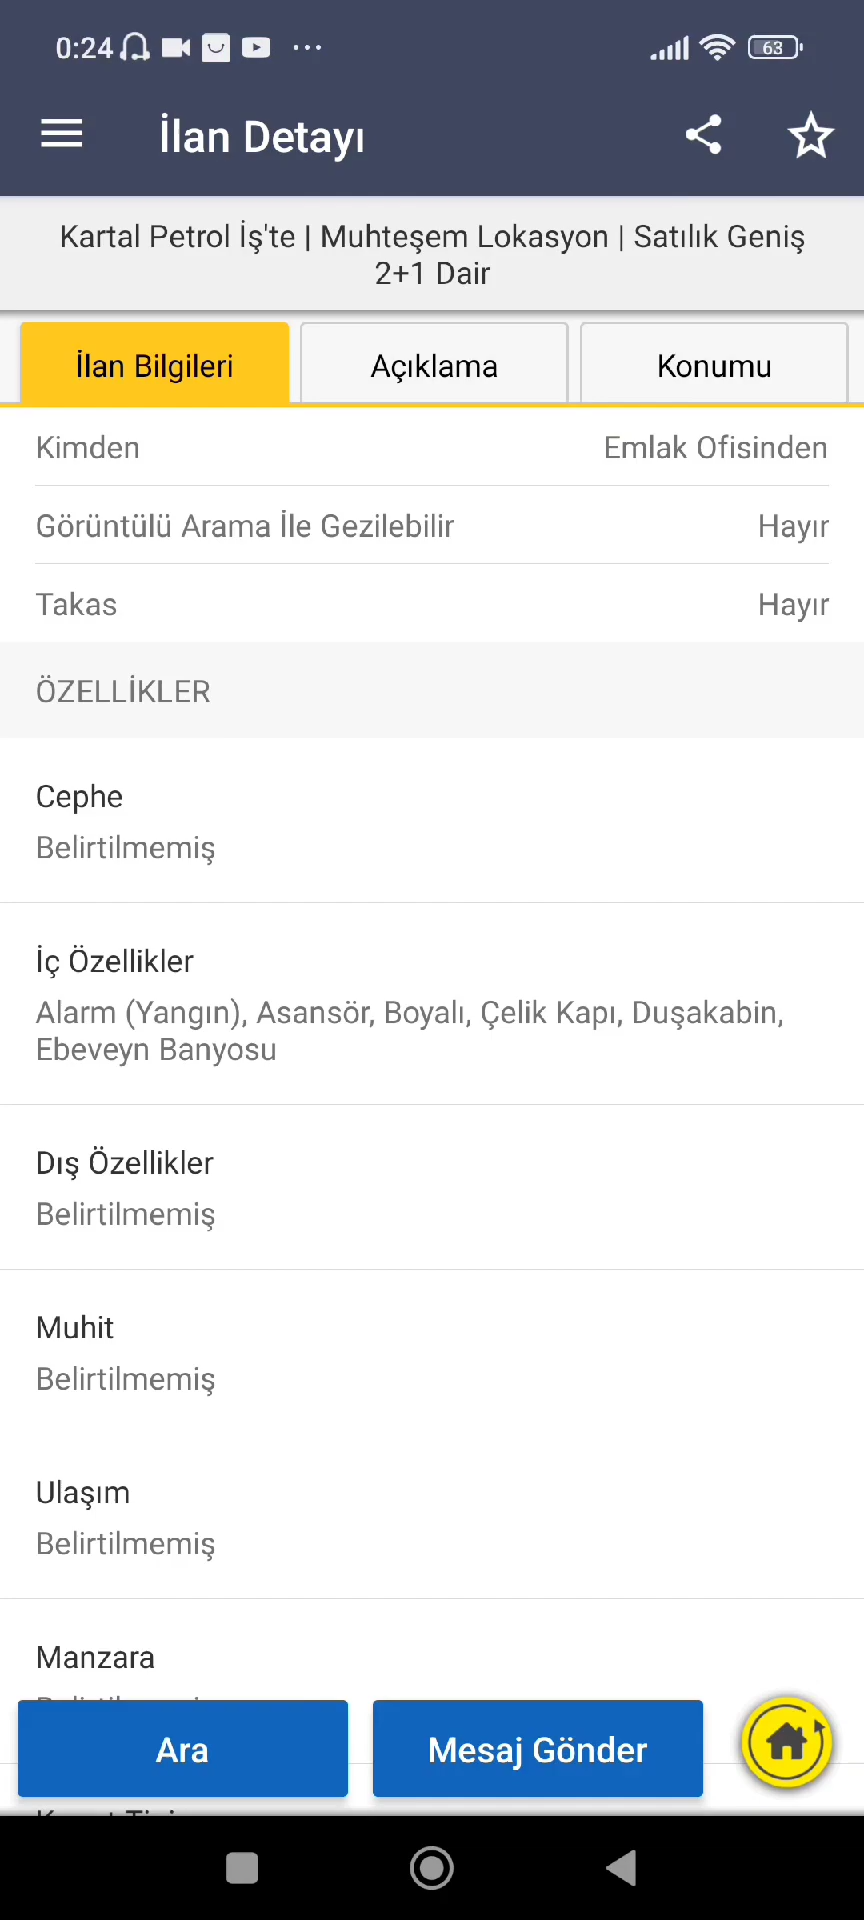 0:24
63
İlan Detayı
Kartal Petrol İş'te | Muhteşem Lokasyon | Satılık Geniş
2+1 Dair
İlan Bilgileri
Açıklama
Konumu
Kimden Emlak Ofisinden
Görüntülü Arama İle Gezilebilir Hayır
Takas Hayır
ÖZELLİKLER
Cephe
Belirtilmemiş
İç Özellikler
Alarm (Yangın), Asansör, Boyalı, Çelik Kapı, Duşakabin,
Ebeveyn Banyosu
Dış Özellikler
Belirtilmemiş
Muhit
Belirtilmemiş
Ulaşım
Belirtilmemiş
Manzara
Ara
Mesaj Gönder